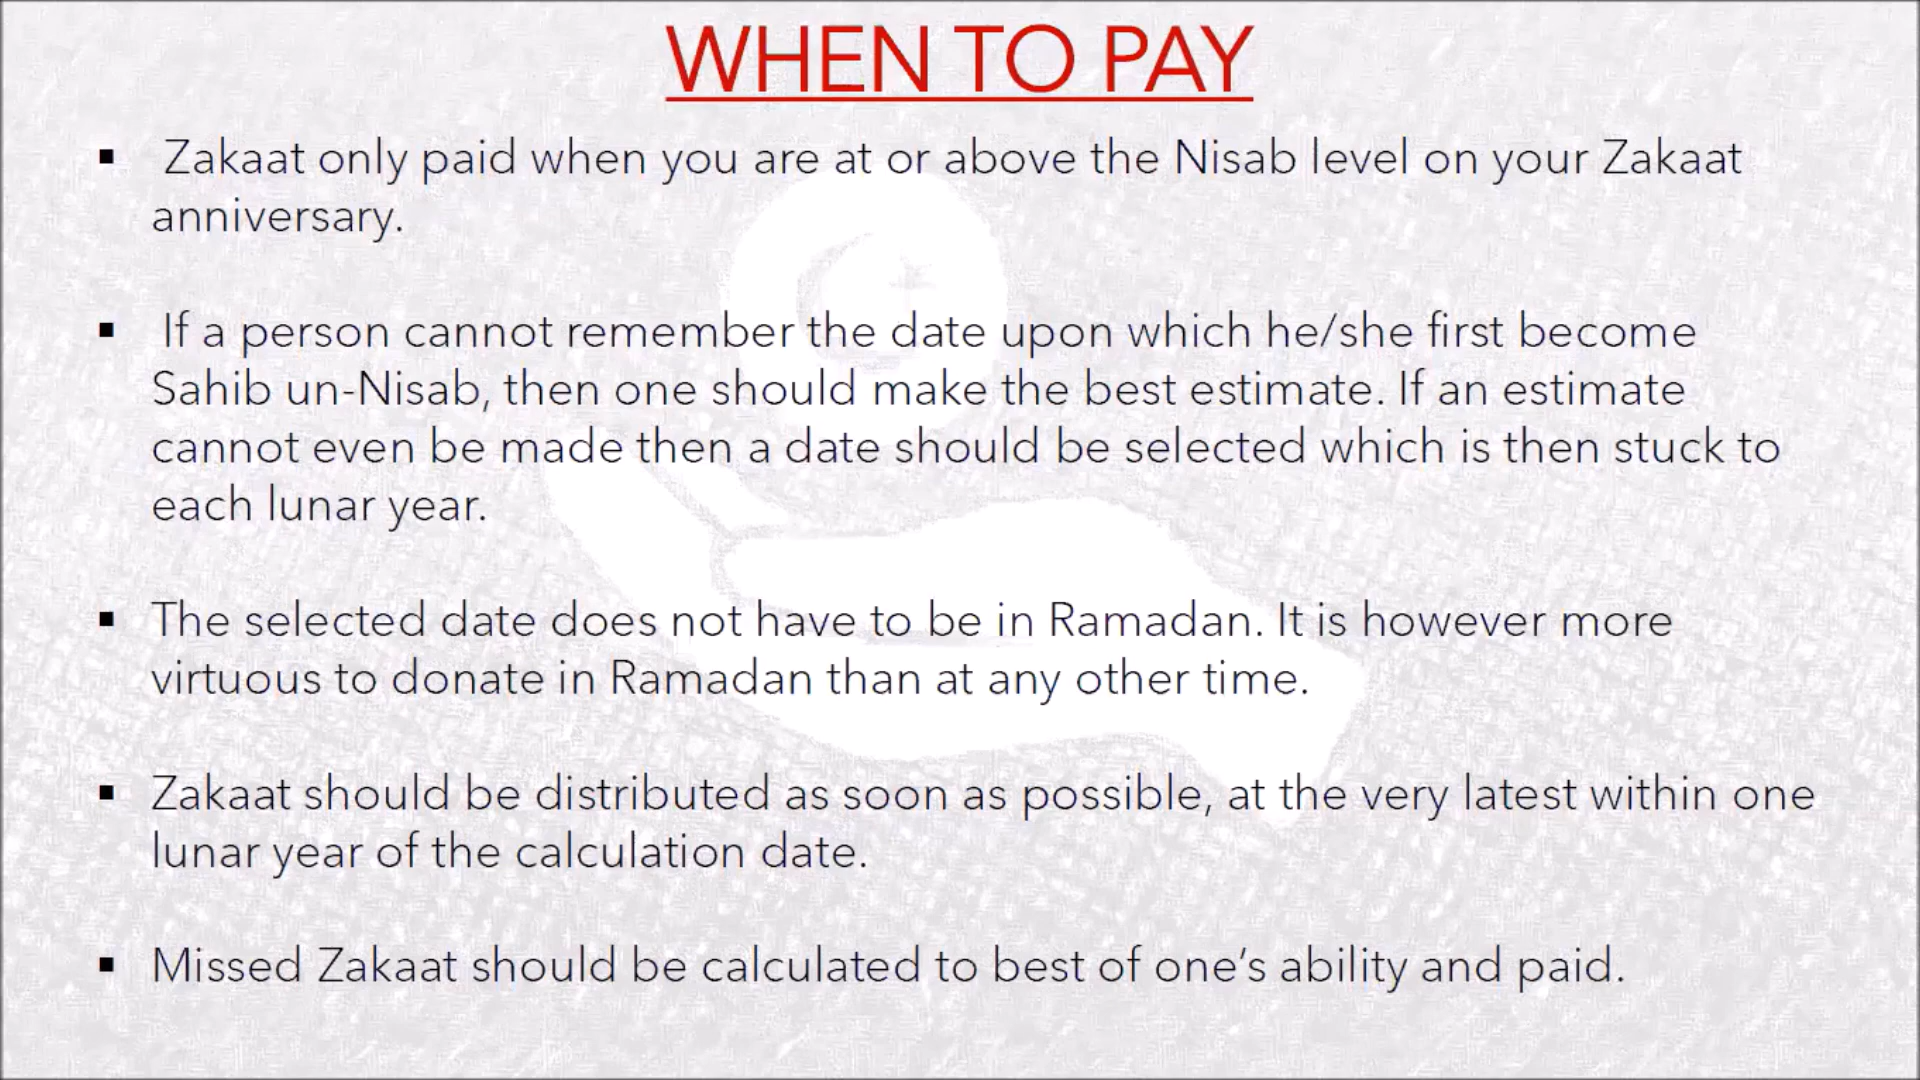 WHEN TO PAY
▪ Zakaat only paid when you are at or above the Nisab level on your Zakaat
anniversary.
▪ If a person cannot remember the date upon which he/she first become
Sahib un-Nisab, then one should make the best estimate. If an estimate
cannot even be made then a date should be selected which is then stuck to
each lunar year.
▪ The selected date does not have to be in Ramadan. It is however more
virtuous to donate in Ramadan than at any other time.
▪ Zakaat should be distributed as soon as possible, at the very latest within one
lunar year of the calculation date.
▪ Missed Zakaat should be calculated to best of one’s ability and paid.